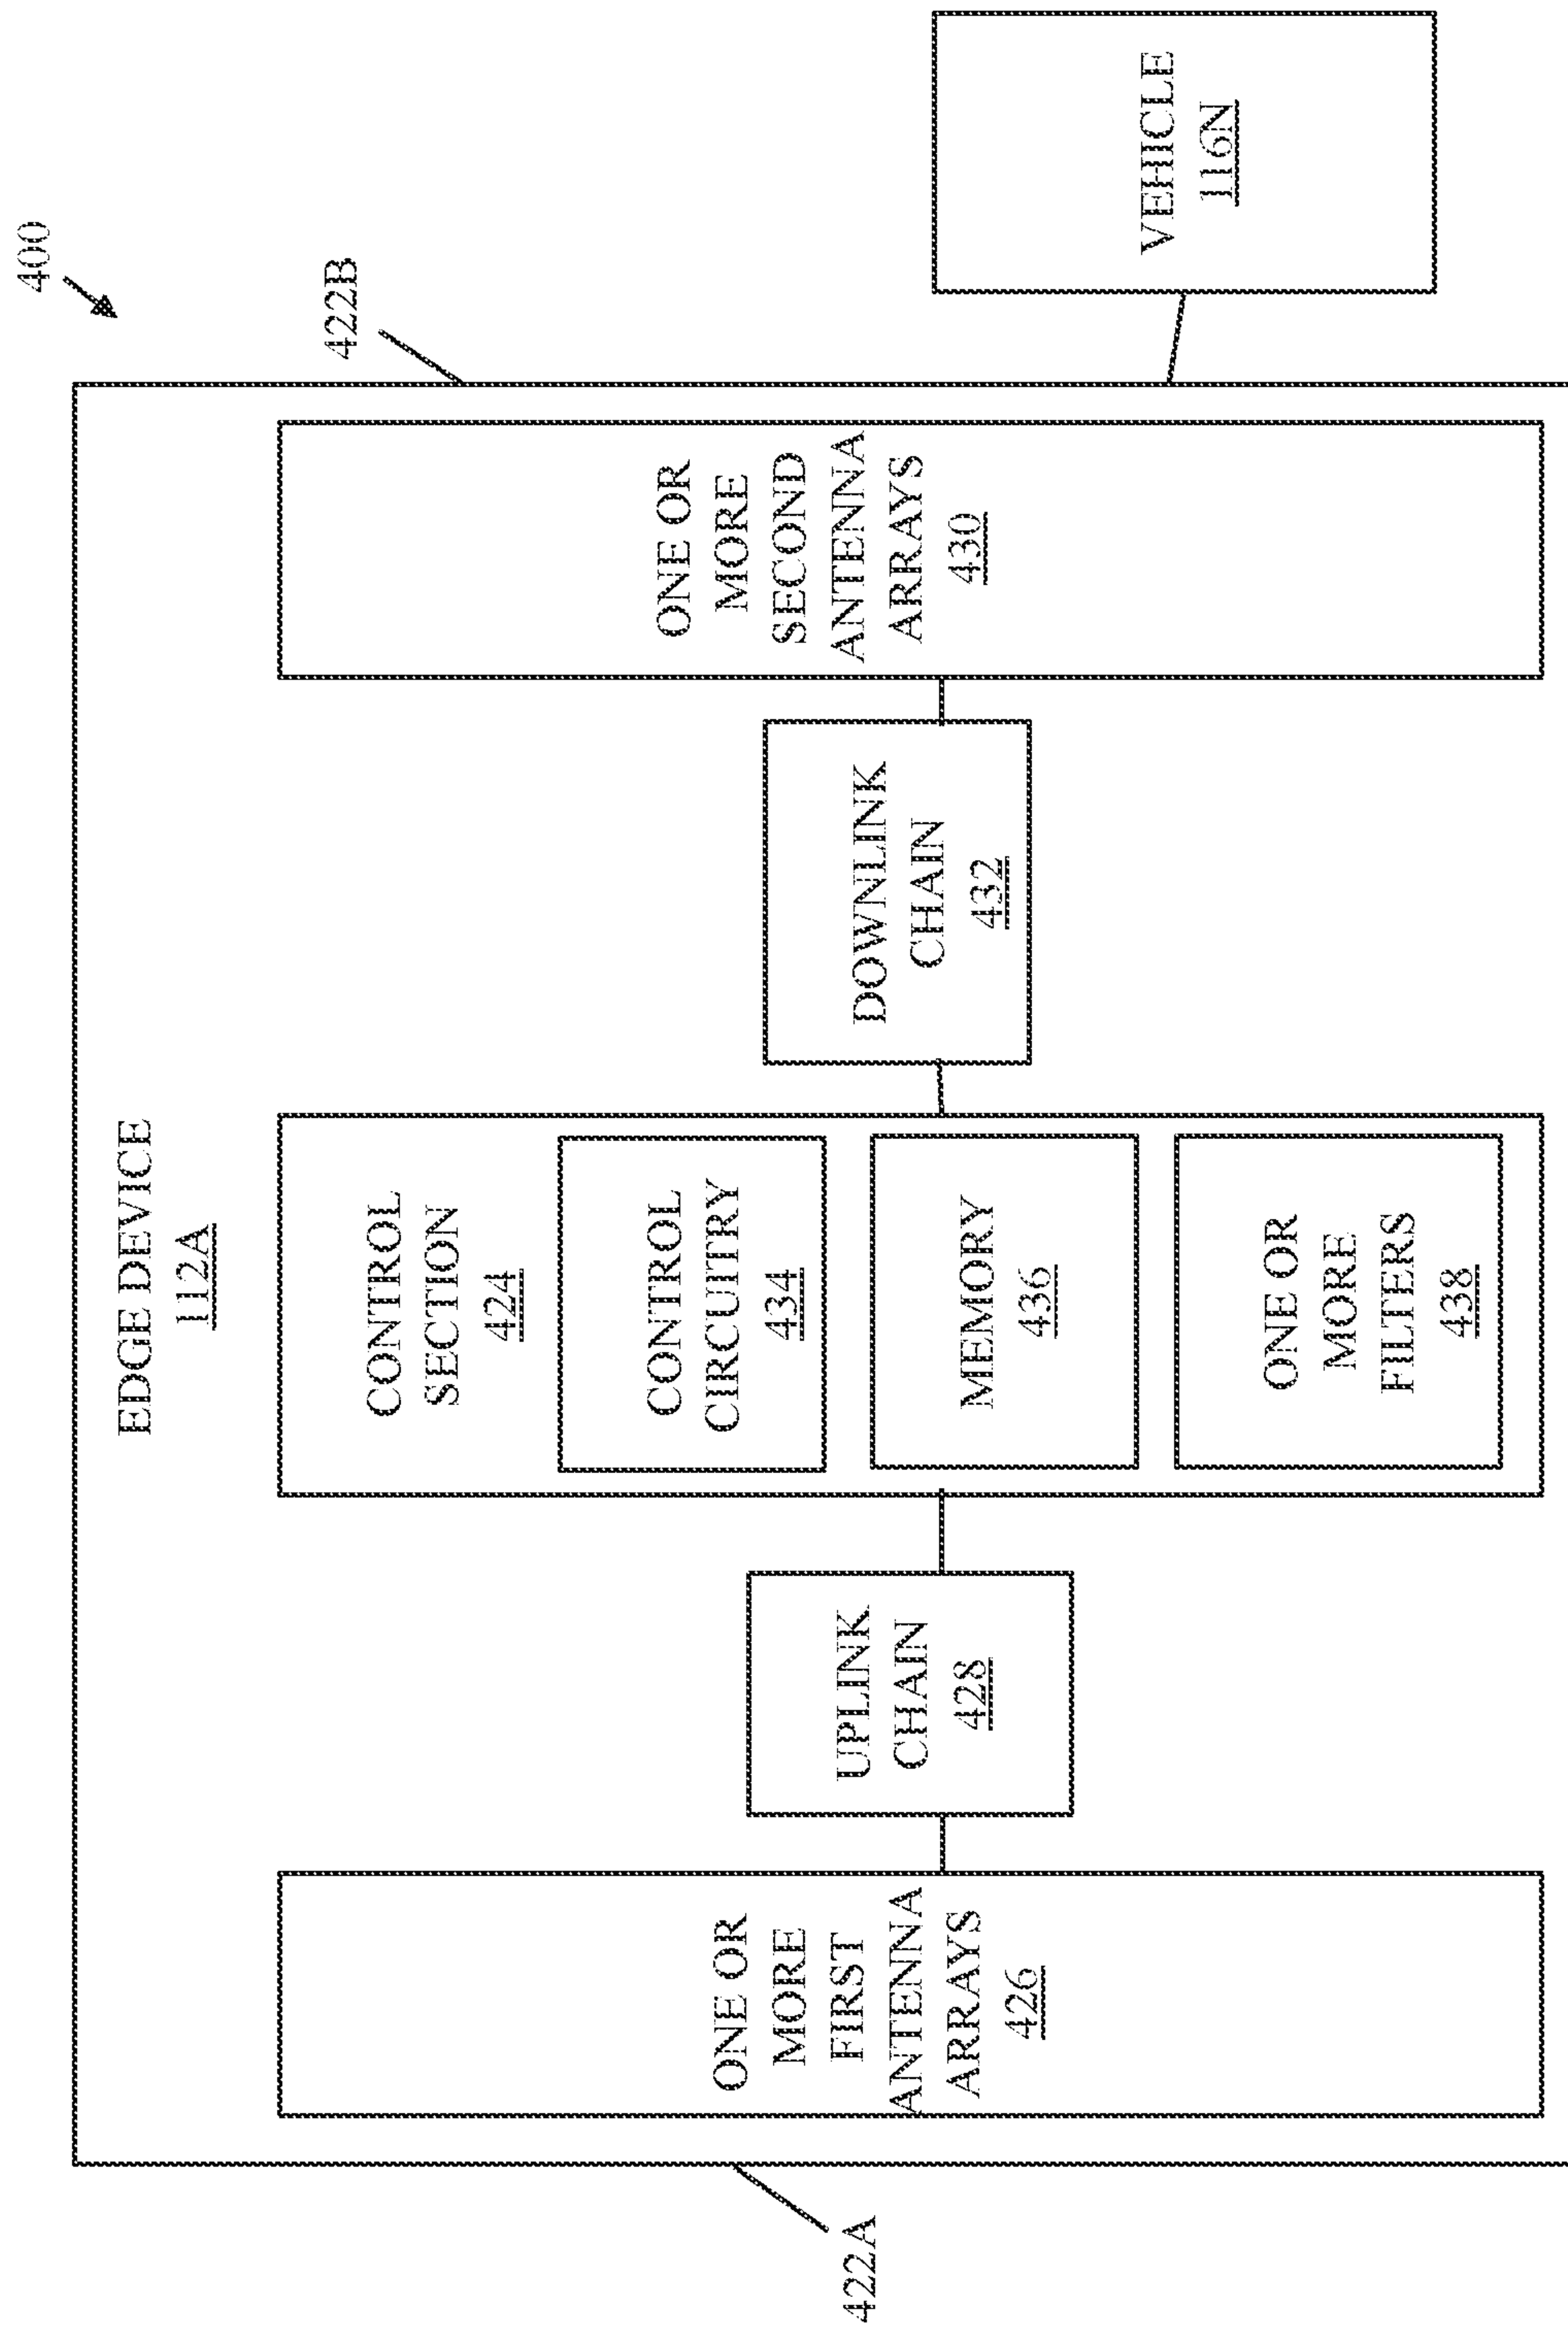 400
EDGE DEVICE
112A
422A
422B
ONE OR
MORE
FIRST
ANTENNA
ARRAYS
426
UPLINK
CHAIN
428
CONTROL
SECTION
424
CONTROL
CIRCUITRY
434
MEMORY
436
ONE OR
MORE
FILTERS
438
DOWNLINK
CHAIN
432
ONE OR
MORE
SECOND
ANTENNA
ARRAYS
430
VEHICLE
116N